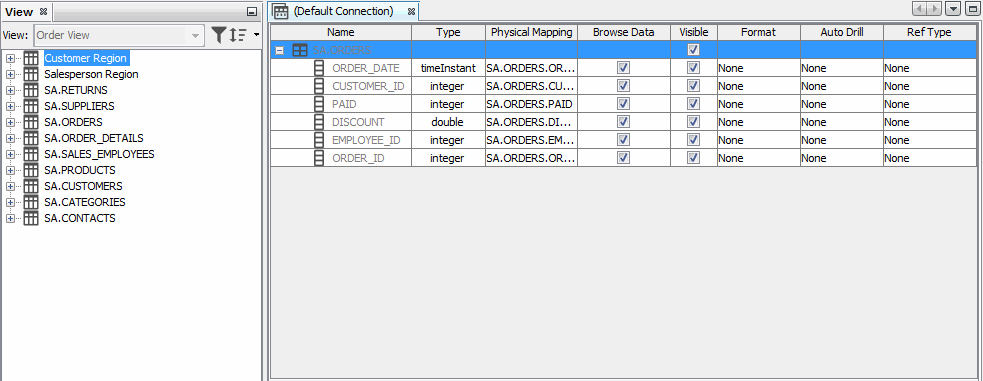 View
View: Order View
Customer Region
Salesperson Region
SA.RETURNS
SA.SUPPLIERS
SA.ORDERS
SA.ORDER_DETAILS
SA.SALES_EMPLOYEES
SA.PRODUCTS
SA.CUSTOMERS
SA.CATEGORIES
SA.CONTACTS
(Default Connection)
Name Type Physical Mapping Browse Data Visible Format Auto Drill Ref Type
SA.ORDERS
ORDER_DATE timeInstant SA.ORDERS.OR... None None None
CUSTOMER_ID integer SA.ORDERS.CU... None None None
PAID integer SA.ORDERS.PAID None None None
DISCOUNT double SA.ORDERS.DI... None None None
EMPLOYEE_ID integer SA.ORDERS.EM... None None None
ORDER_ID integer SA.ORDERS.OR... None None None